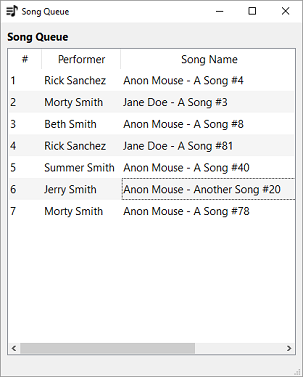 Song Queue
Song Queue
# Performer Song Name
1 Rick Sanchez Anon Mouse - A Song #4
2 Morty Smith Jane Doe - A Song #3
3 Beth Smith Anon Mouse - A Song #8
4 Rick Sanchez Jane Doe - A Song #81
5 Summer Smith Anon Mouse - A Song #40
6 Jerry Smith Anon Mouse - Another Song #20
7 Morty Smith Anon Mouse - A Song #78